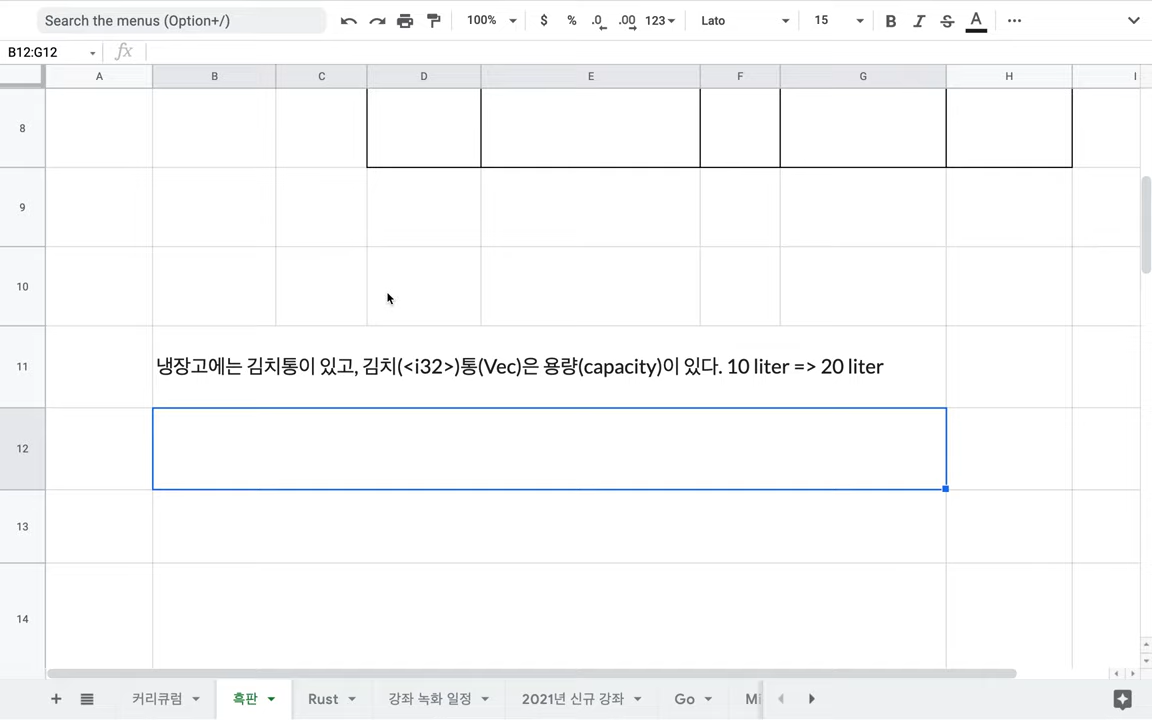 Search the menus (Option+/)
100%
$
%
.0
.00
123
Lato
15
B
I
S
A
B12:G12
fx
A B C D E F G H I
8
9
10
11
냉장고에는 김치통이 있고, 김치(<i32>)통(Vec)은 용량(capacity)이 있다. 10 liter => 20 liter
12
13
14
커리큘럼
흑판
Rust
강좌 녹화 일정
2021년 신규 강좌
Go